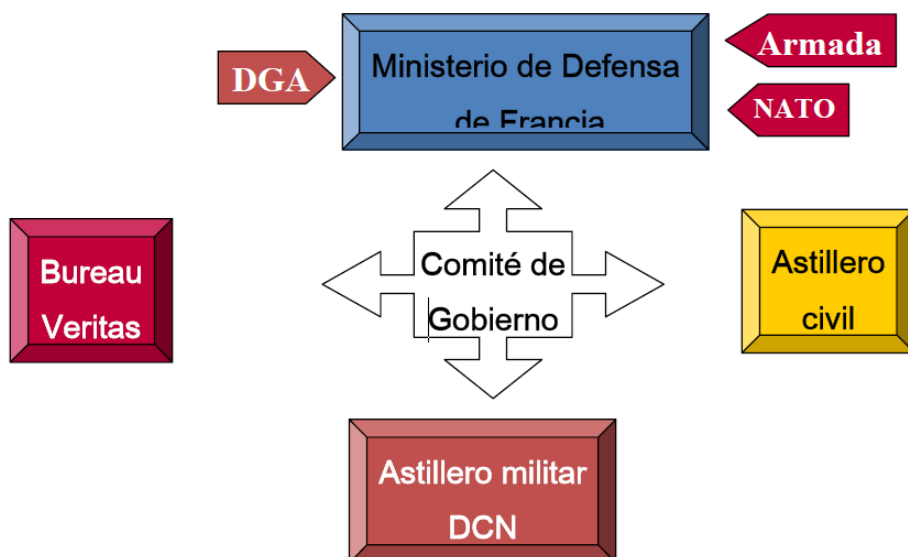 DGA
Ministerio de Defensa
de Francia
Armada
NATO
Bureau
Veritas
Comité de
Gobierno
Astillero
civil
Astillero militar
DCN